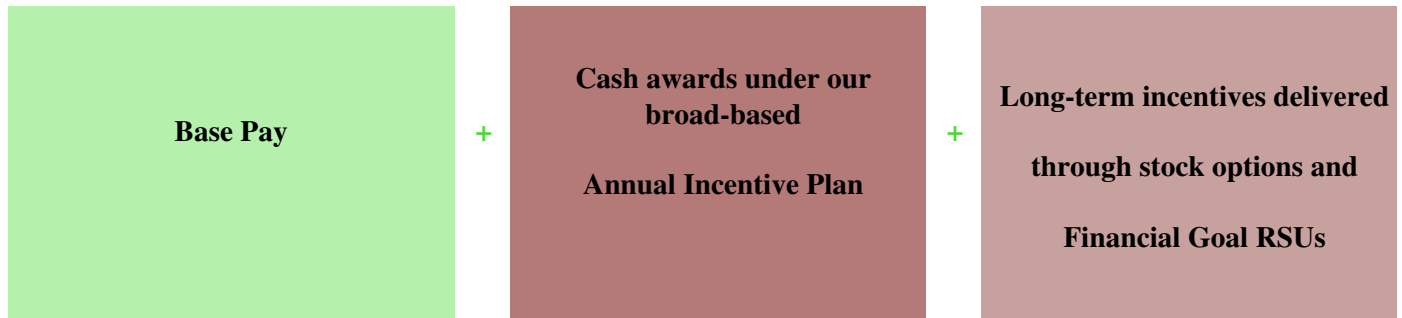 Base Pay
+
Cash awards under our
broad-based
Annual Incentive Plan
+
Long-term incentives delivered
through stock options and
Financial Goal RSUs